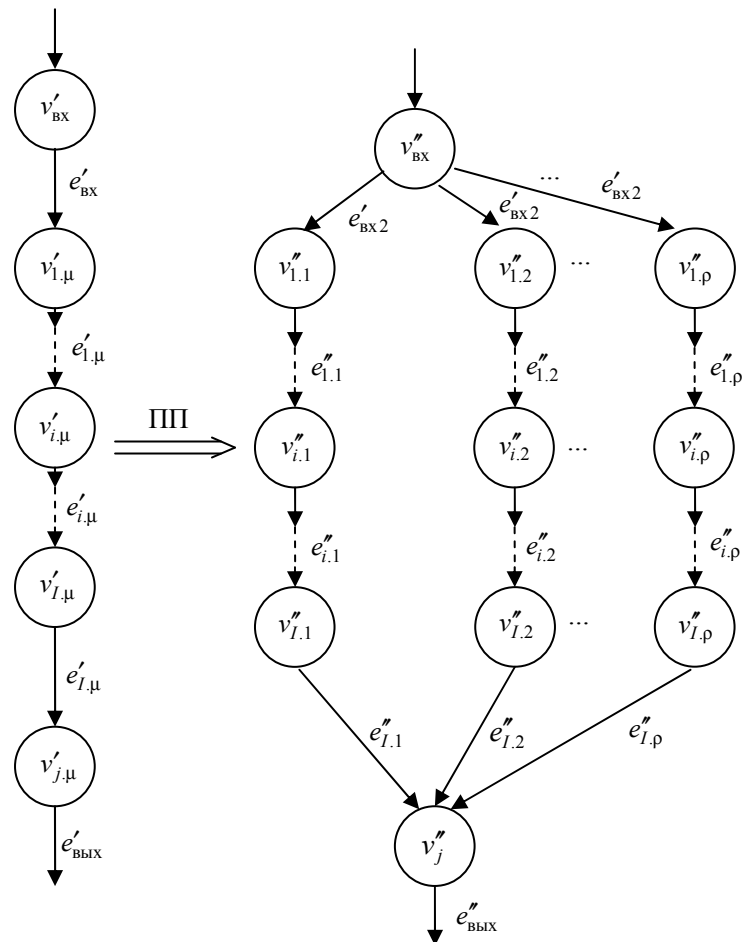 v′вх
e′вх
v′1.μ
e′1.μ
v′i.μ
e′i.μ
v′I.μ
e′I.μ
v′j.μ
e′вых
ПП
v″вх
e′вх2 e′вх2 ... e′вх2
v″1.1 v″1.2 ... v″1.ρ
e″1.1 e″1.2 e″1.ρ
v″i.1 v″i.2 ... v″i.ρ
e″i.1 e″i.2 e″i.ρ
v″I.1 v″I.2 ... v″I.ρ
e″I.1 e″I.2 e″I.ρ
v″j
e″вых